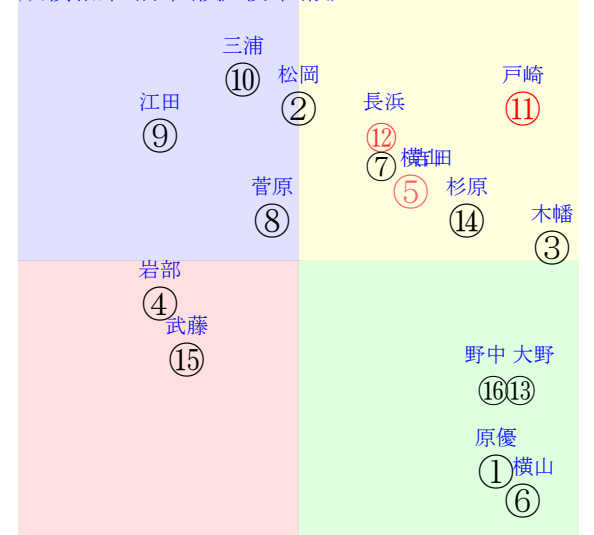 三浦
⑩
松岡
②
江田
⑨
長浜
⑫
戸崎
⑪
⑦
⑤
菅原
⑧
杉原
⑭
木幡
③
岩部
④
武藤
⑮
野中 大野
⑯⑬
原優
①
横山
⑥